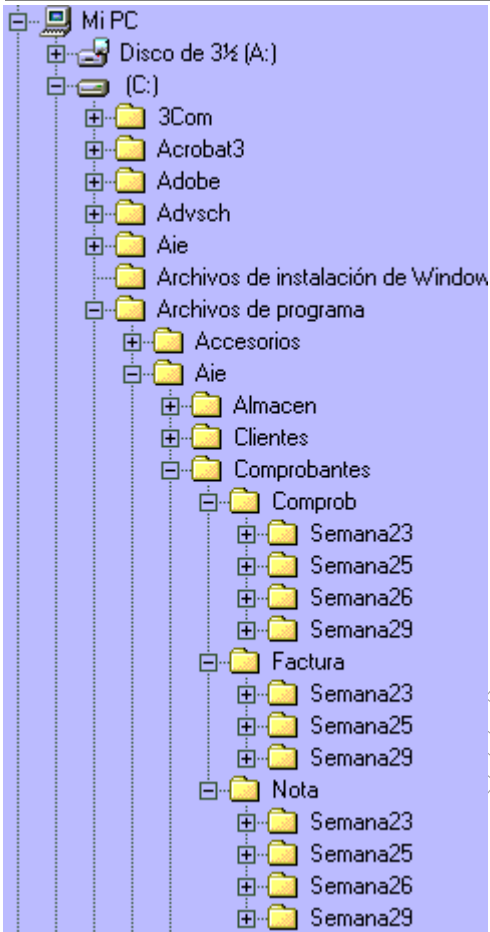 Mi PC
Disco de 3½ (A:)
(C:)
3Com
Acrobat3
Adobe
Advsch
Aie
Archivos de instalación de Window
Archivos de programa
Accesorios
Aie
Almacen
Clientes
Comprobantes
Comprob
Semana23
Semana25
Semana26
Semana29
Factura
Semana23
Semana25
Semana29
Nota
Semana23
Semana25
Semana26
Semana29